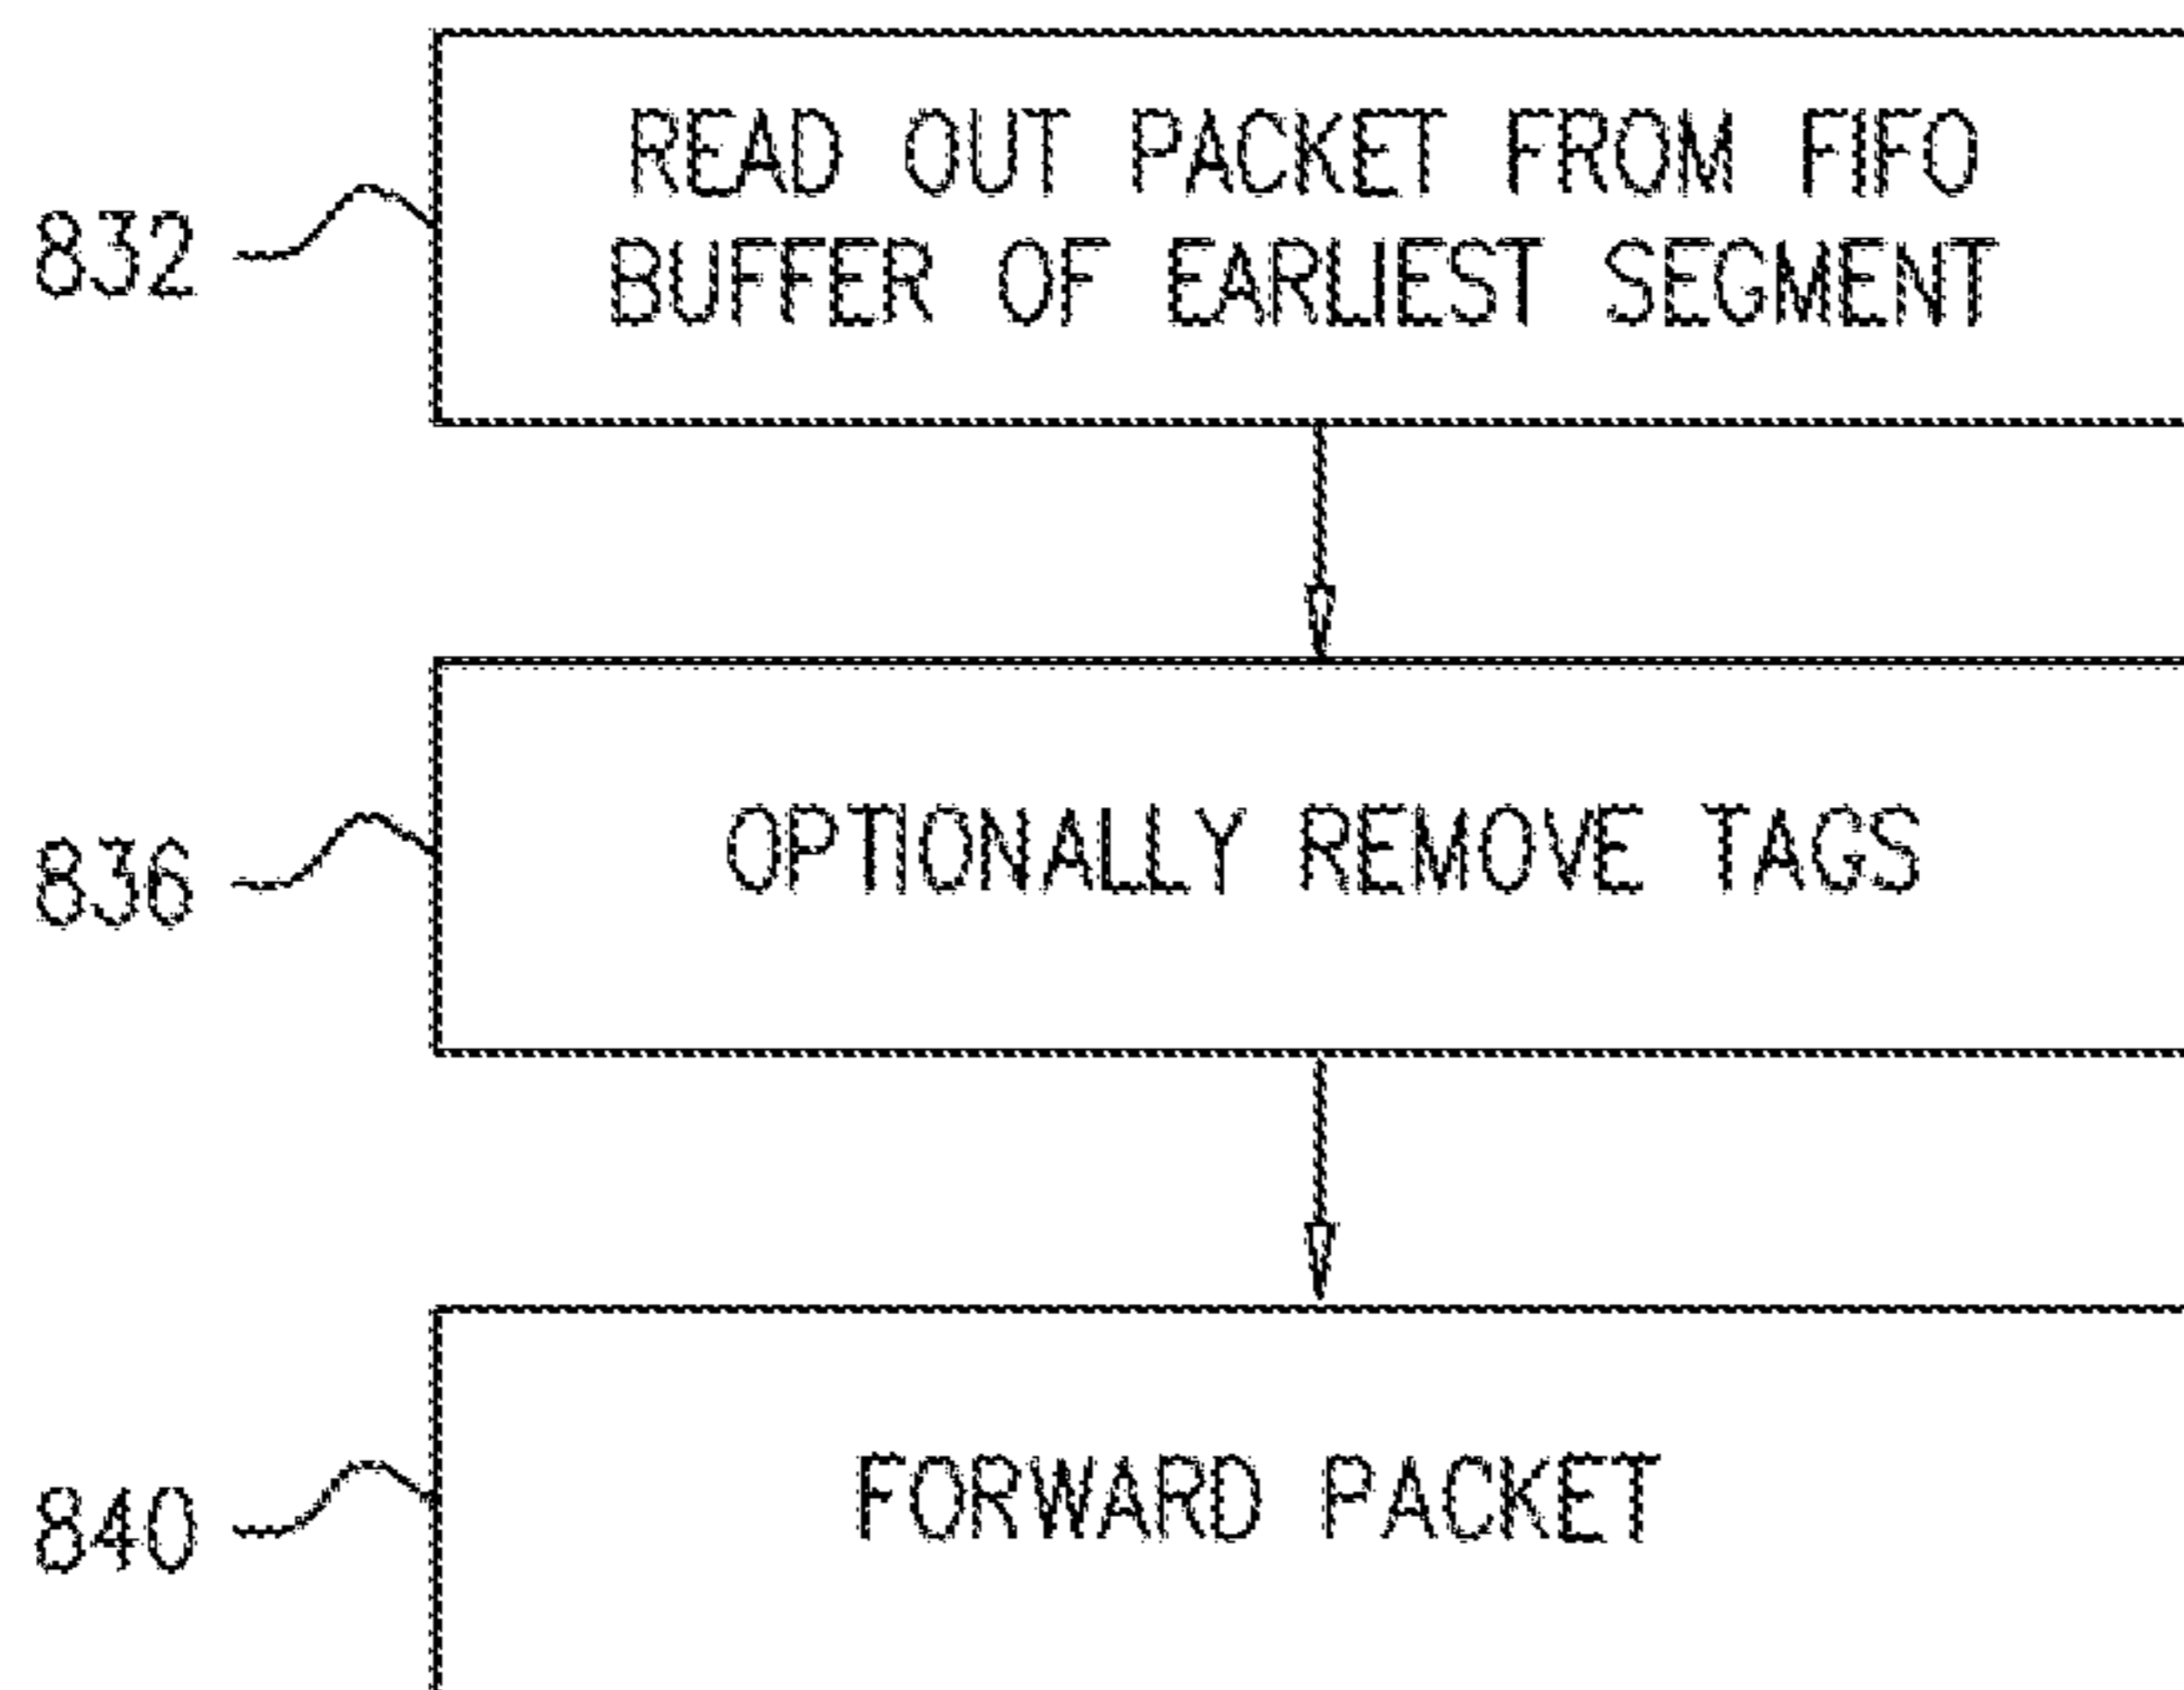 READ OUT PACKET FROM FIFO
832
BUFFER OF EARLIEST SEGMENT
836
OPTIONALLY REMOVE TAGS
840
FORWARD PACKET